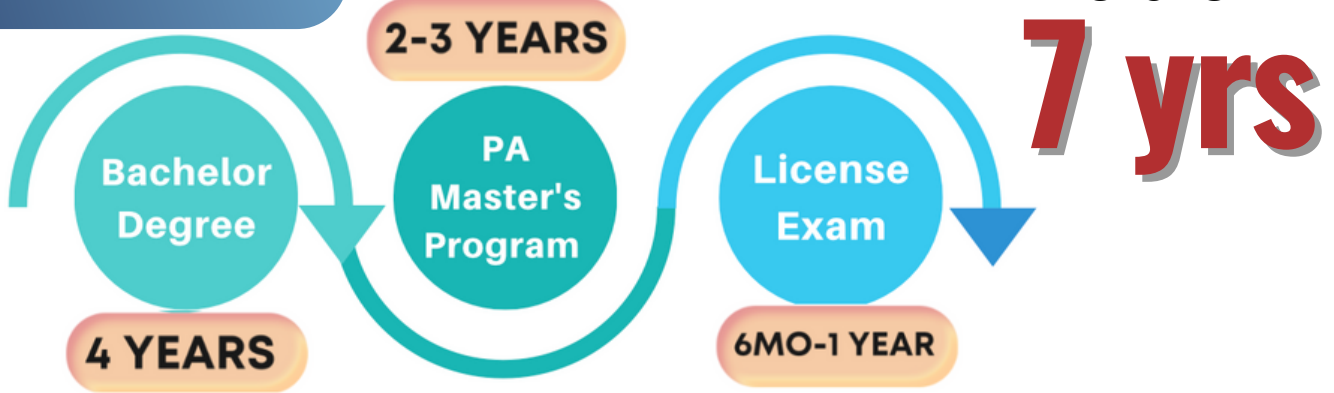 Bachelor
Degree
4 YEARS
2-3 YEARS
PA
Master's
Program
License
Exam
6MO-1 YEAR
7 yrs